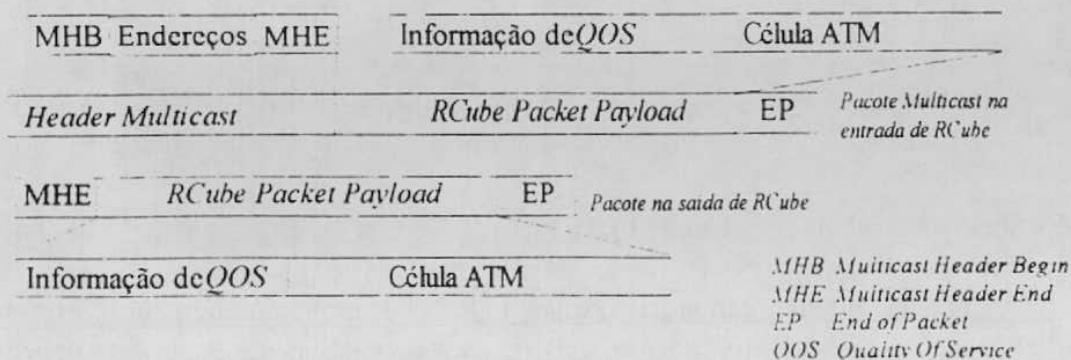 MHB Endereços MHE Informação de QOS Célula ATM
Header Multicast RCube Packet Payload EP Pacote Multicast na
entrada de RCube
MHE RCube Packet Payload EP Pacote na saida de RCube
Informação de QOS Célula ATM
MHB Multicast Header Begin
MHE Multicast Header End
EP End of Packet
QOS Quality Of Service